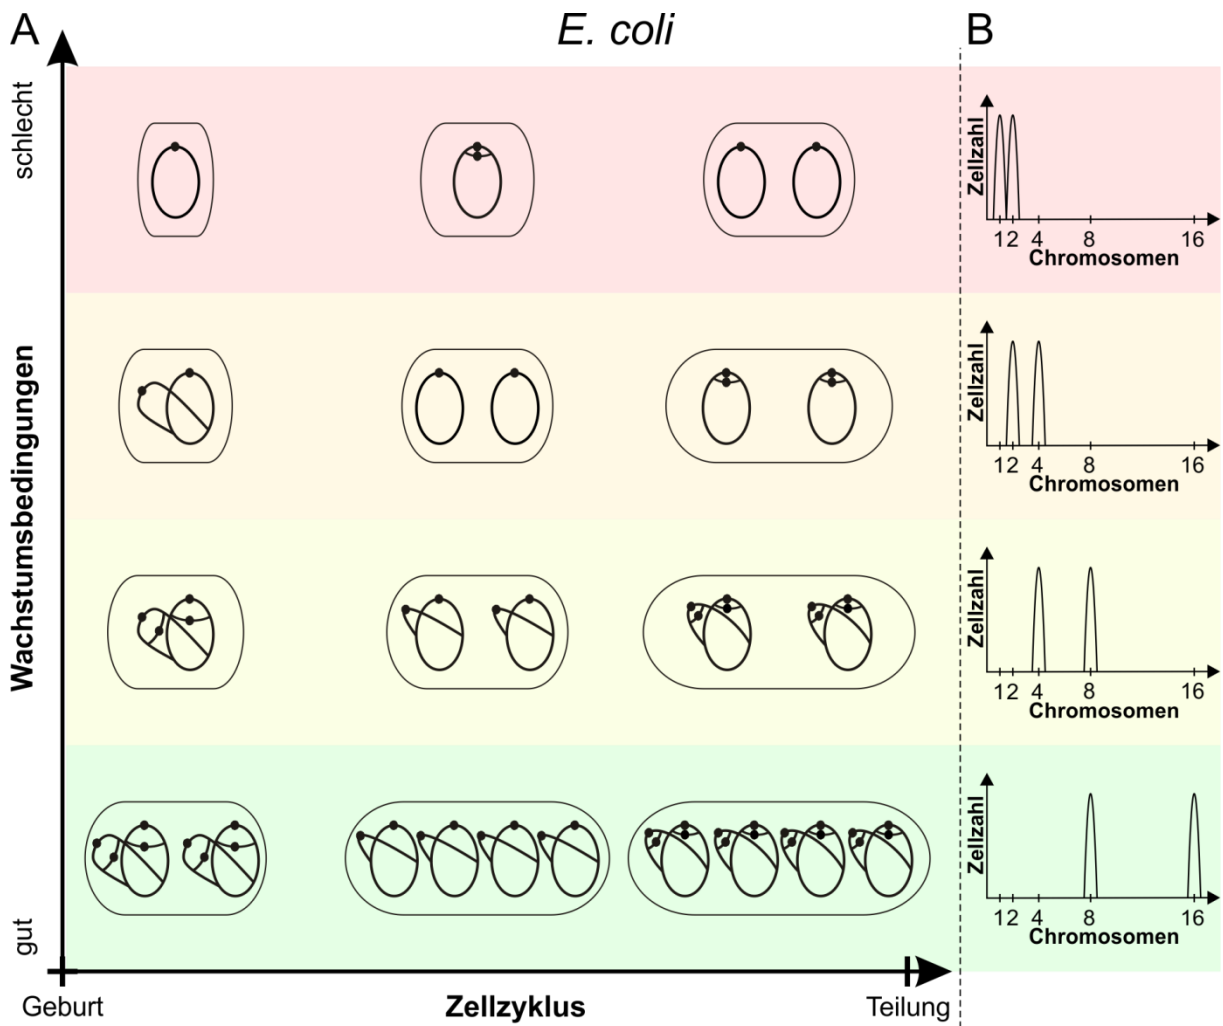 A
E. coli
B
schlecht
Wachstumsbedingungen
gut
Geburt
Zellzyklus
Teilung
Zellzahl
1 2 4 8 16
Chromosomen
Zellzahl
1 2 4 8 16
Chromosomen
Zellzahl
1 2 4 8 16
Chromosomen
Zellzahl
1 2 4 8 16
Chromosomen